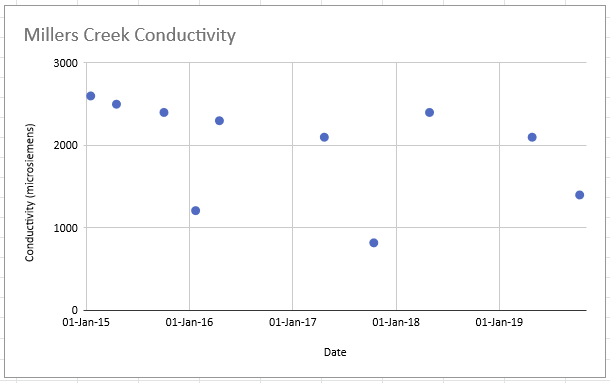 Millers Creek Conductivity
Conductivity (microsiemens)
3000
2000
1000
0
01-Jan-15 01-Jan-16 01-Jan-17 01-Jan-18 01-Jan-19
Date